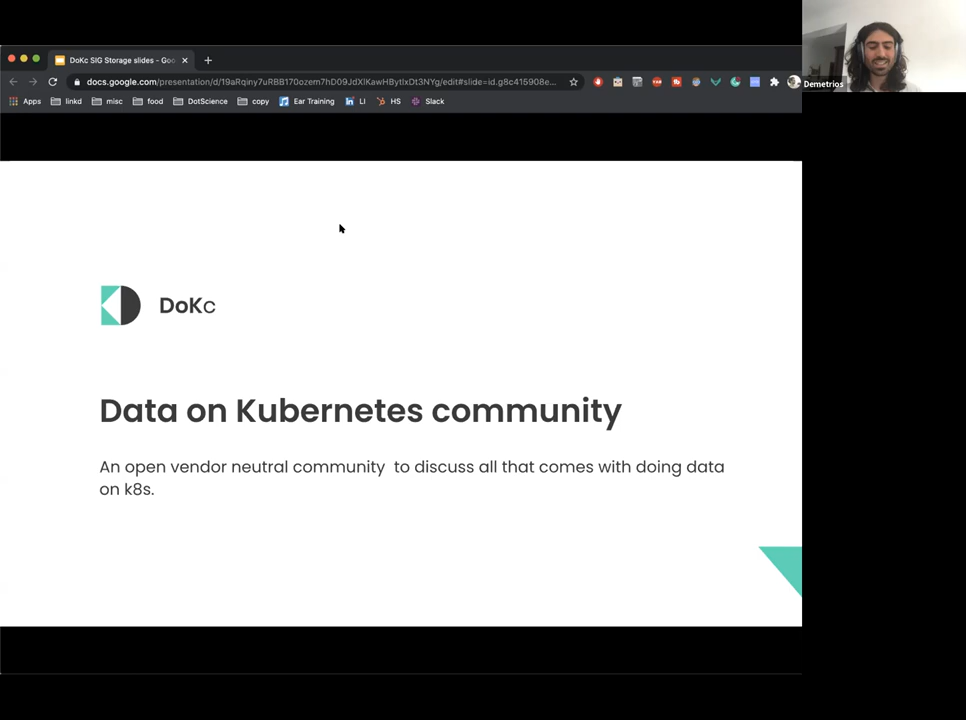 DoKc SIG Storage slides - Goo
docs.google.com/presentation/d/19aRqiny7uRBB170ozem7hD09JdXlKawHBytlxDt3NYg/edit#slide=id.g8c415908e...
Demetrios
Apps linkd misc food DotScience copy Ear Training LI HS Slack
DoKc
Data on Kubernetes community
An open vendor neutral community to discuss all that comes with doing data
on k8s.